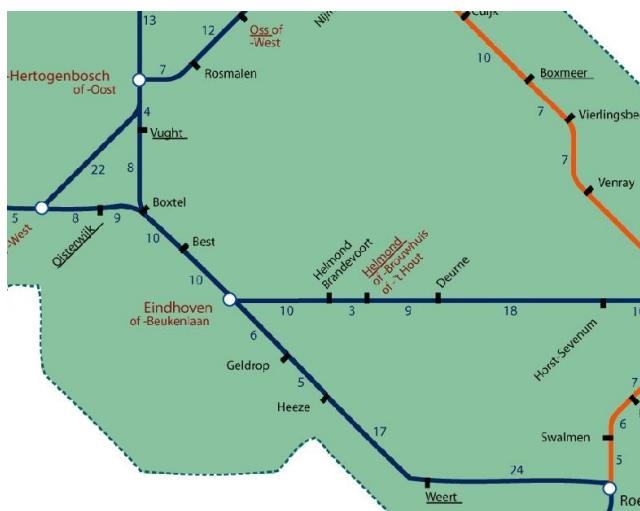 13
12
Oss of
-West
7
Rosmalen
-Hertogenbosch
of -Oost
4
Vught
22
8
5
8
9
Boxtel
-West
Oisterwijk
10
Best
10
Eindhoven
of -Beukenlaan
Helmond
Brandevoort
Helmond
of -Brouwhuis
of -'t Hout
Deurne
10
3
9
18
Horst-Sevenum
6
Geldrop
5
Heeze
17
Weert
24
Cuijk
10
Boxmeer
7
Vierlingsbe
7
Venray
7
6
Swalmen
5
Roe